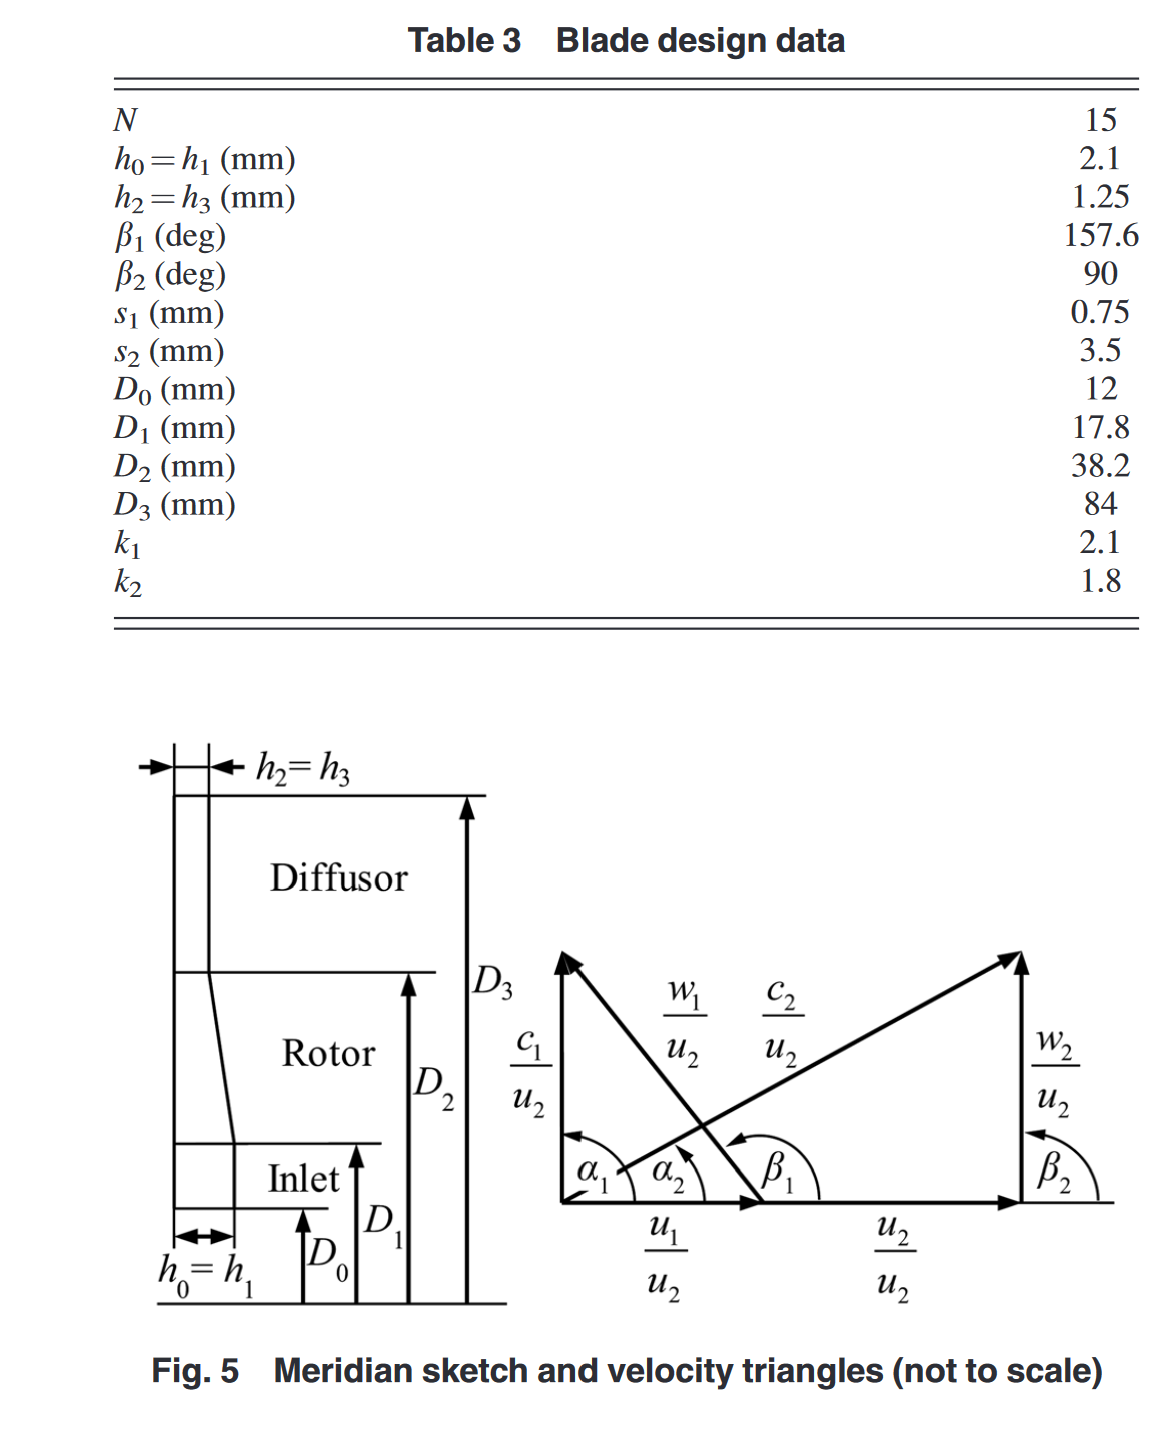 Table 3 Blade design data
N 15
h₀ = h₁ (mm) 2.1
h₂ = h₃ (mm) 1.25
β₁ (deg) 157.6
β₂ (deg) 90
s₁ (mm) 0.75
s₂ (mm) 3.5
D₀ (mm) 12
D₁ (mm) 17.8
D₂ (mm) 38.2
D₃ (mm) 84
k₁ 2.1
k₂ 1.8
h₂= h₃
Diffusor
D₃
Rotor
D₂
Inlet
D₁
D₀
h₀= h₁
c₁
u₂
w₁
u₂
c₂
u₂
w₂
u₂
α₁
α₂
β₁
β₂
u₁
u₂
u₂
u₂
Fig. 5 Meridian sketch and velocity triangles (not to scale)